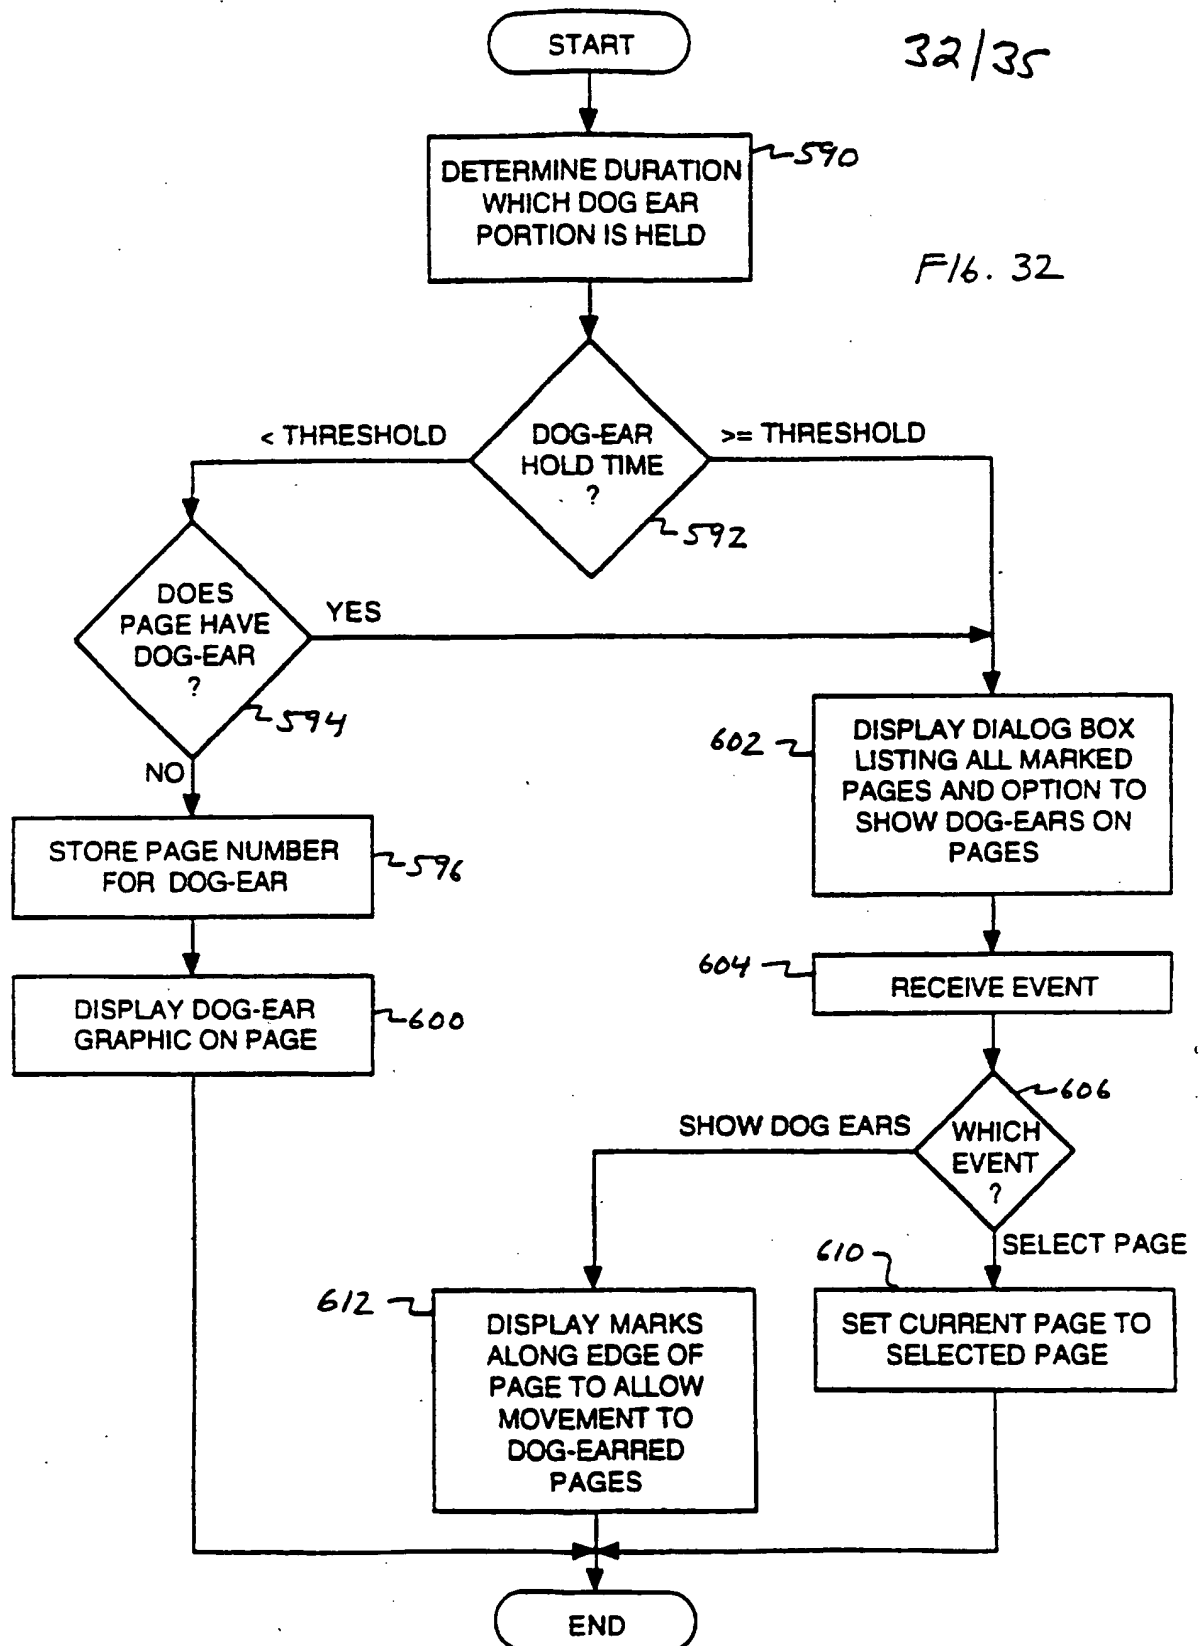 START
32/35
590
DETERMINE DURATION
WHICH DOG EAR
PORTION IS HELD
FIG. 32
< THRESHOLD
DOG-EAR
HOLD TIME
?
>= THRESHOLD
592
DOES
PAGE HAVE
DOG-EAR
?
YES
594
NO
602
DISPLAY DIALOG BOX
LISTING ALL MARKED
PAGES AND OPTION TO
SHOW DOG-EARS ON
PAGES
STORE PAGE NUMBER
FOR DOG-EAR
596
604
RECEIVE EVENT
DISPLAY DOG-EAR
GRAPHIC ON PAGE
600
606
SHOW DOG EARS
WHICH
EVENT
?
SELECT PAGE
610
612
DISPLAY MARKS
ALONG EDGE OF
PAGE TO ALLOW
MOVEMENT TO
DOG-EARRED
PAGES
SET CURRENT PAGE TO
SELECTED PAGE
END